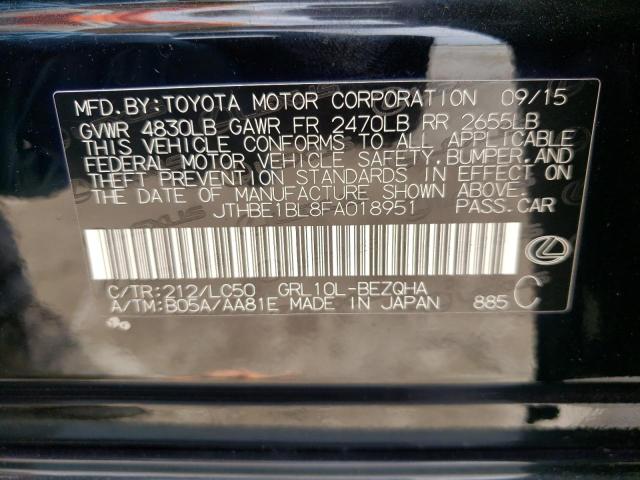 MFD.BY:TOYOTA MOTOR CORPORATION 09/15
GVWR 4830LB GAWR FR 2470LB RR 2655LB
THIS VEHICLE CONFORMS TO ALL APPLICABLE
FEDERAL MOTOR VEHICLE SAFETY,BUMPER,AND
THEFT PREVENTION STANDARDS IN EFFECT ON
THE DATE OF MANUFACTURE SHOWN ABOVE.
JTHBE1BL8FA018951 PASS.CAR
C/TR:212/LC50 GRL10L-BEZQHA
A/TM:B05A/AA81E MADE IN JAPAN 885 C